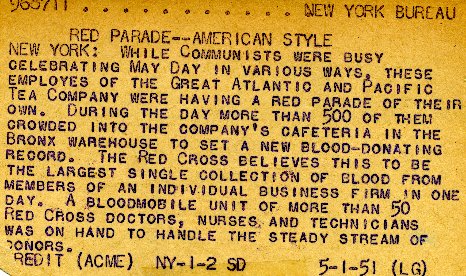 965711 . . . . . . . . . . . . NEW YORK BUREAU
RED PARADE--AMERICAN STYLE
NEW YORK: WHILE COMMUNISTS WERE BUSY
CELEBRATING MAY DAY IN VARIOUS WAYS, THESE
EMPLOYES OF THE GREAT ATLANTIC AND PACIFIC
TEA COMPANY WERE HAVING A RED PARADE OF THEIR
OWN. DURING THE DAY MORE THAN 500 OF THEM
CROWDED INTO THE COMPANY'S CAFETERIA IN THE
BRONX WAREHOUSE TO SET A NEW BLOOD-DONATING
RECORD. THE RED CROSS BELIEVES THIS TO BE
THE LARGEST SINGLE COLLECTION OF BLOOD FROM
MEMBERS OF AN INDIVIDUAL BUSINESS FIRM IN ONE
DAY. A BLOODMOBILE UNIT OF MORE THAN 50
RED CROSS DOCTORS, NURSES AND TECHNICIANS
WAS ON HAND TO HANDLE THE STEADY STREAM OF
DONORS.
REDIT (ACME) NY-1-2 SD 5-1-51 (LG)